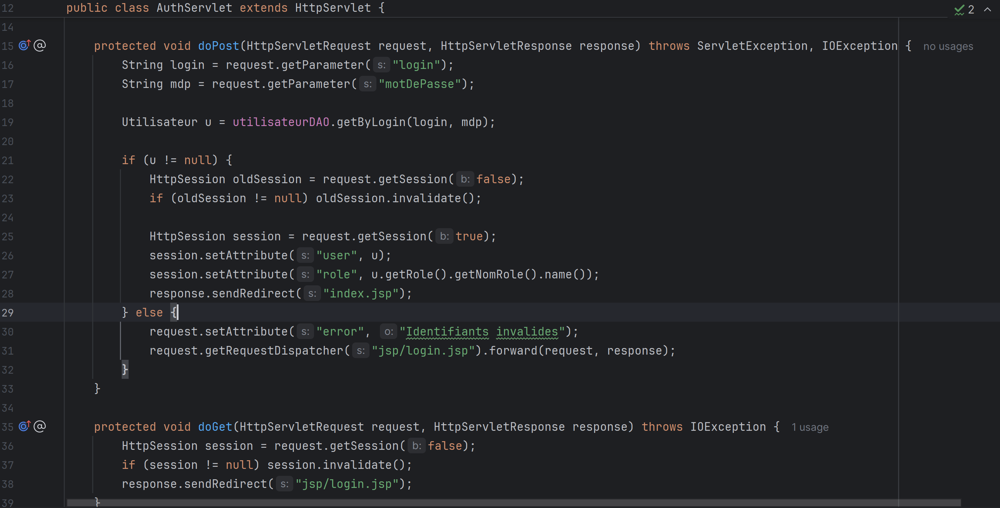 12 public class AuthServlet extends HttpServlet { 2
14
15 @ protected void doPost(HttpServletRequest request, HttpServletResponse response) throws ServletException, IOException { no usages
16 String login = request.getParameter( s: "login");
17 String mdp = request.getParameter( s: "motDePasse");
18
19 Utilisateur u = utilisateurDAO.getByLogin(login, mdp);
20
21 if (u != null) {
22 HttpSession oldSession = request.getSession( b: false);
23 if (oldSession != null) oldSession.invalidate();
24
25 HttpSession session = request.getSession( b: true);
26 session.setAttribute( s: "user", u);
27 session.setAttribute( s: "role", u.getRole().getNomRole().name());
28 response.sendRedirect( s: "index.jsp");
29 } else {
30 request.setAttribute( s: "error", o: "Identifiants invalides");
31 request.getRequestDispatcher( s: "jsp/login.jsp").forward(request, response);
32 }
33 }
34
35 @ protected void doGet(HttpServletRequest request, HttpServletResponse response) throws IOException { 1 usage
36 HttpSession session = request.getSession( b: false);
37 if (session != null) session.invalidate();
38 response.sendRedirect( s: "jsp/login.jsp");
39 }